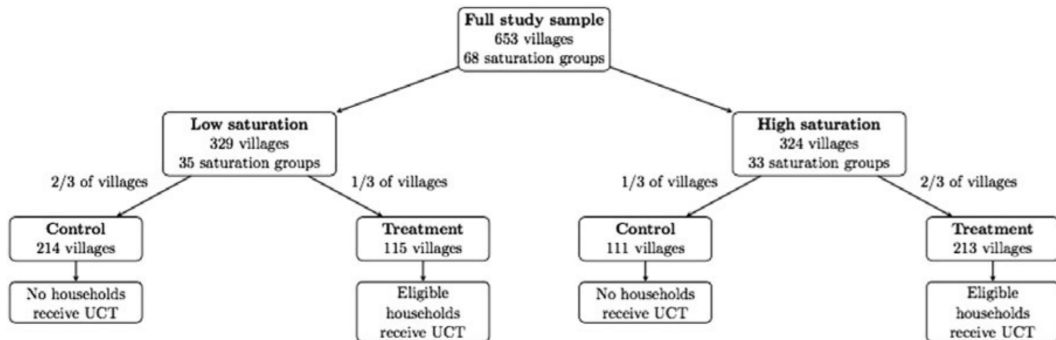 Full study sample
653 villages
68 saturation groups
Low saturation
329 villages
35 saturation groups
High saturation
324 villages
33 saturation groups
2/3 of villages
1/3 of villages
1/3 of villages
2/3 of villages
Control
214 villages
Treatment
115 villages
Control
111 villages
Treatment
213 villages
No households
receive UCT
Eligible
households
receive UCT
No households
receive UCT
Eligible
households
receive UCT